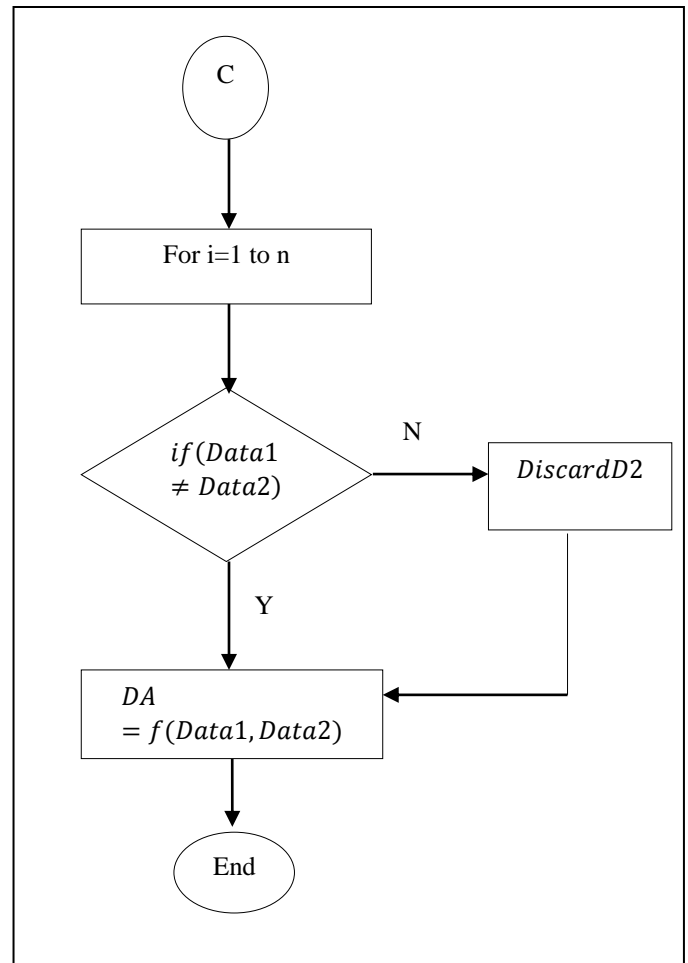 C
For i=1 to n
if(Data1
≠ Data2)
N
DiscardD2
Y
DA
= f(Data1, Data2)
End